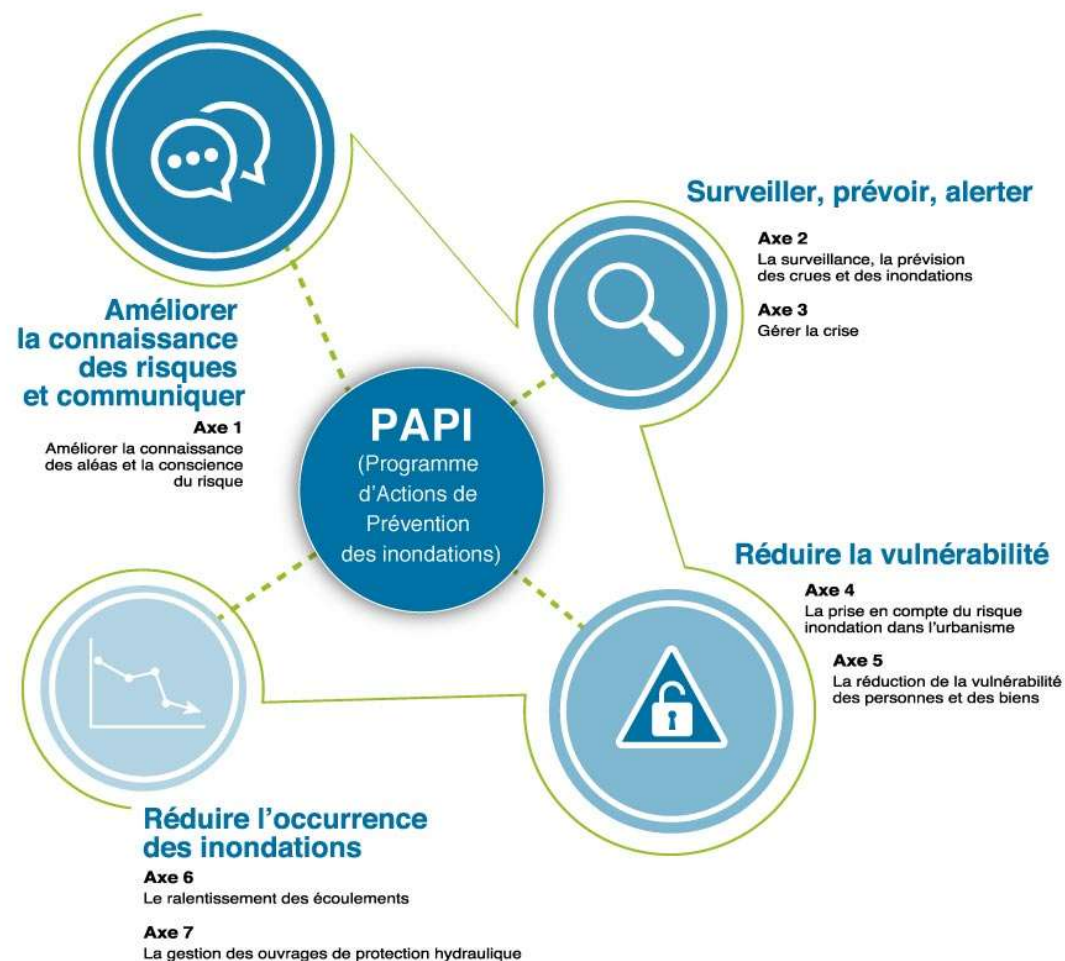 Améliorer
la connaissance
des risques
et communiquer
Axe 1
Améliorer la connaissance
des aléas et la conscience
du risque
Surveiller, prévoir, alerter
Axe 2
La surveillance, la prévision
des crues et des inondations
Axe 3
Gérer la crise
PAPI
(Programme
d'Actions de
Prévention
des inondations)
Réduire la vulnérabilité
Axe 4
La prise en compte du risque
inondation dans l'urbanisme
Axe 5
La réduction de la vulnérabilité
des personnes et des biens
Réduire l'occurrence
des inondations
Axe 6
Le ralentissement des écoulements
Axe 7
La gestion des ouvrages de protection hydraulique